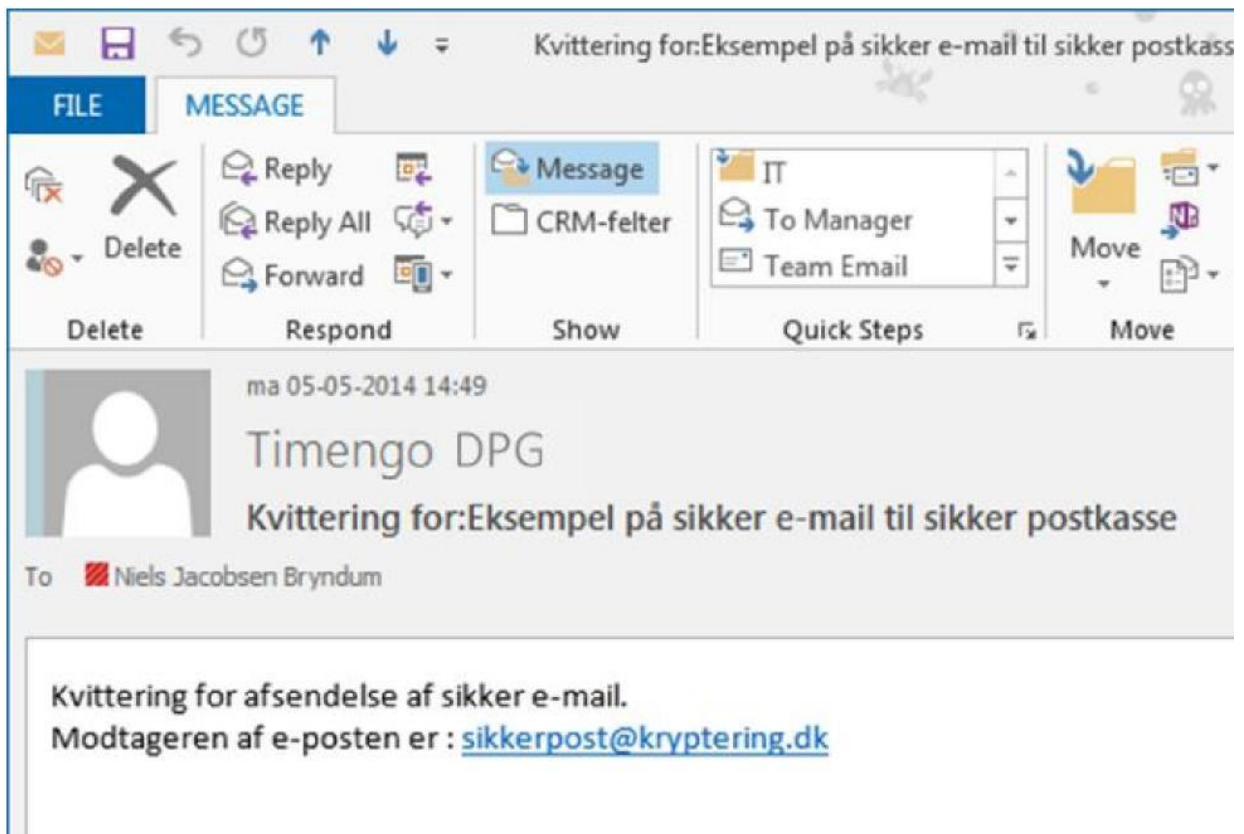 Kvittering for:Eksempel på sikker e-mail til sikker postkass
FILE MESSAGE
Delete
Delete
Reply
Reply All
Forward
Respond
Message
CRM-felter
Show
IT
To Manager
Team Email
Quick Steps
Move
Move
ma 05-05-2014 14:49
Timengo DPG
Kvittering for:Eksempel på sikker e-mail til sikker postkasse
To Niels Jacobsen Bryndum
Kvittering for afsendelse af sikker e-mail.
Modtageren af e-posten er : sikkerpost@kryptering.dk